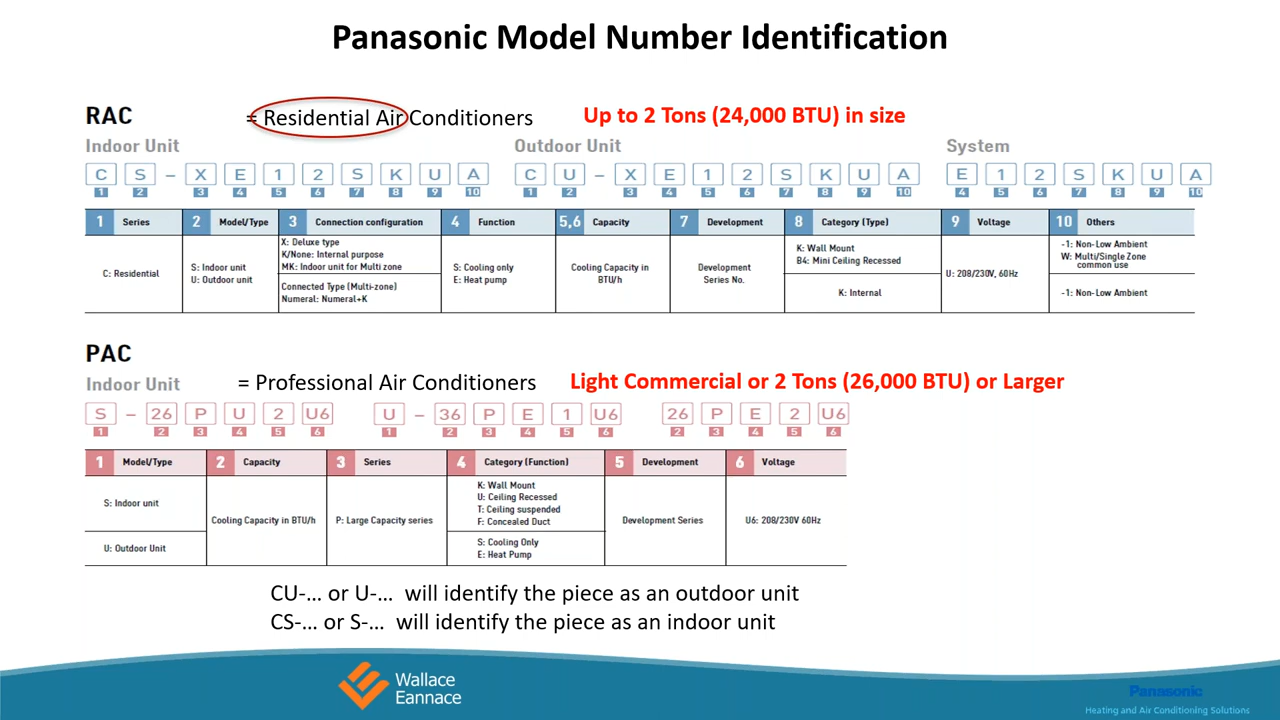 Panasonic Model Number Identification
RAC
= Residential Air Conditioners
Up to 2 Tons (24,000 BTU) in size
Indoor Unit
Outdoor Unit
System
C S – X E 1 2 S K U A
C U – X E 1 2 S K U A
E 1 2 S K U A
1 2 3 4 5 6 7 8 9 10
1 2 3 4 5 6 7 8 9 10
4 5 6 7 8 9 10
1 Series
2 Model/Type
3 Connection configuration
4 Function
5,6 Capacity
7 Development
8 Category (Type)
9 Voltage
10 Others
C: Residential
S: Indoor unit
U: Outdoor unit
X: Deluxe type
K/None: Internal purpose
MK: Indoor unit for Multi zone
Connected Type (Multi-zone)
Numeral: Numeral+K
S: Cooling only
E: Heat pump
Cooling Capacity in
BTU/h
Development
Series No.
K: Wall Mount
B4: Mini Ceiling Recessed
K: Internal
U: 208/230V, 60Hz
-1: Non-Low Ambient
W: Multi/Single Zone
common use
-1: Non-Low Ambient
PAC
Indoor Unit
= Professional Air Conditioners
Light Commercial or 2 Tons (26,000 BTU) or Larger
S – 26 P U 2 U6
U – 36 P E 1 U6
26 P E 2 U6
1 2 3 4 5 6
1 2 3 4 5 6
2 3 4 5 6
1 Model/Type
2 Capacity
3 Series
4 Category (Function)
5 Development
6 Voltage
S: Indoor unit
U: Outdoor Unit
Cooling Capacity in BTU/h
P: Large Capacity series
K: Wall Mount
U: Ceiling Recessed
T: Ceiling suspended
F: Concealed Duct
S: Cooling Only
E: Heat Pump
Development Series
U6: 208/230V 60Hz
CU-... or U-... will identify the piece as an outdoor unit
CS-... or S-... will identify the piece as an indoor unit
Wallace
Eannace
Panasonic
Heating and Air Conditioning Solutions